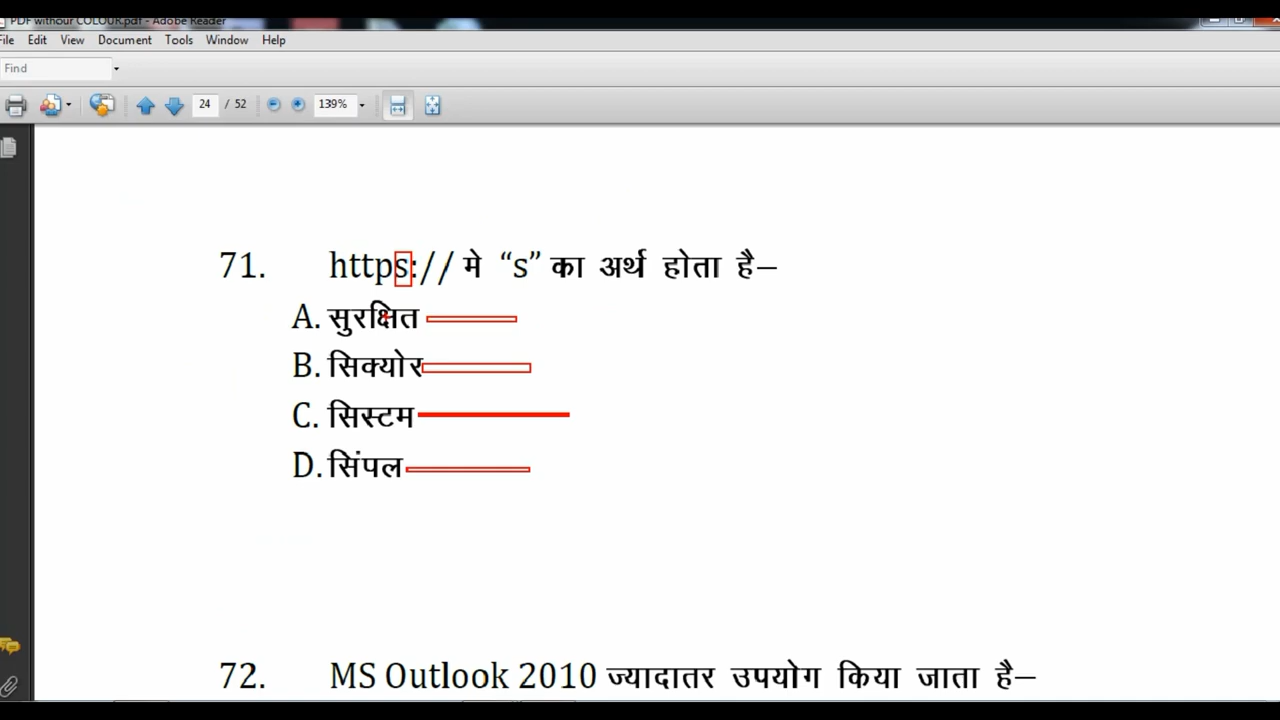 PDF withour COLOUR.pdf - Adobe Reader
File Edit View Document Tools Window Help
Find
24 / 52 139%
71. https:// मे “s” का अर्थ होता है–
A. सुरक्षित
B. सिक्योर
C. सिस्टम
D. सिंपल
72. MS Outlook 2010 ज्यादातर उपयोग किया जाता है–